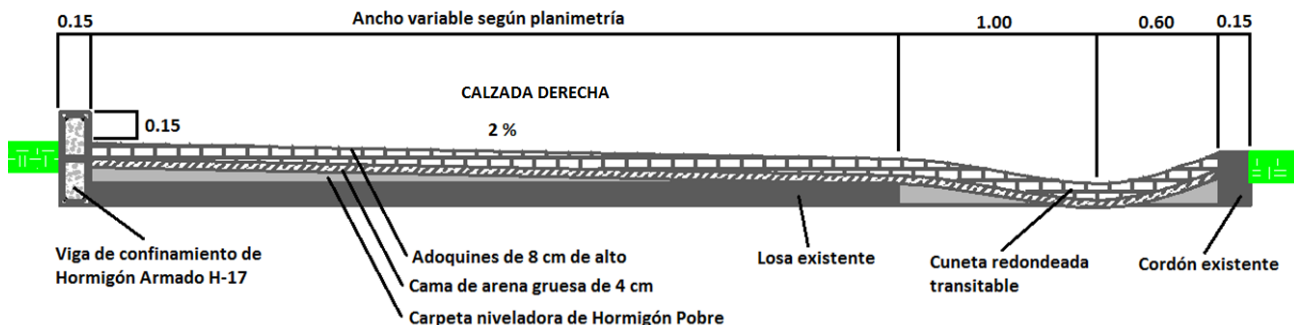 0.15
Ancho variable según planimetría
1.00
0.60
0.15
CALZADA DERECHA
0.15
2 %
Viga de confinamiento de
Hormigón Armado H-17
Adoquines de 8 cm de alto
Cama de arena gruesa de 4 cm
Carpeta niveladora de Hormigón Pobre
Losa existente
Cuneta redondeada
transitable
Cordón existente